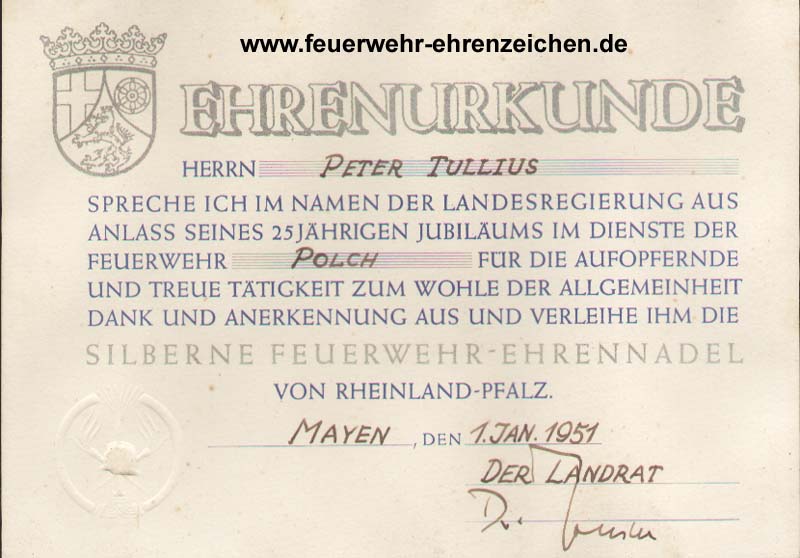 www.feuerwehr-ehrenzeichen.de
EHRENURKUNDE
HERRN PETER TULLIUS
SPRECHE ICH IM NAMEN DER LANDESREGIERUNG AUS
ANLASS SEINES 25JÄHRIGEN JUBILÄUMS IM DIENSTE DER
FEUERWEHR POLCH FÜR DIE AUFOPFERNDE
UND TREUE TÄTIGKEIT ZUM WOHLE DER ALLGEMEINHEIT
DANK UND ANERKENNUNG AUS UND VERLEIHE IHM DIE
SILBERNE FEUERWEHR-EHRENNADEL
VON RHEINLAND-PFALZ.
MAYEN, DEN 1. JAN. 1951
DER LANDRAT